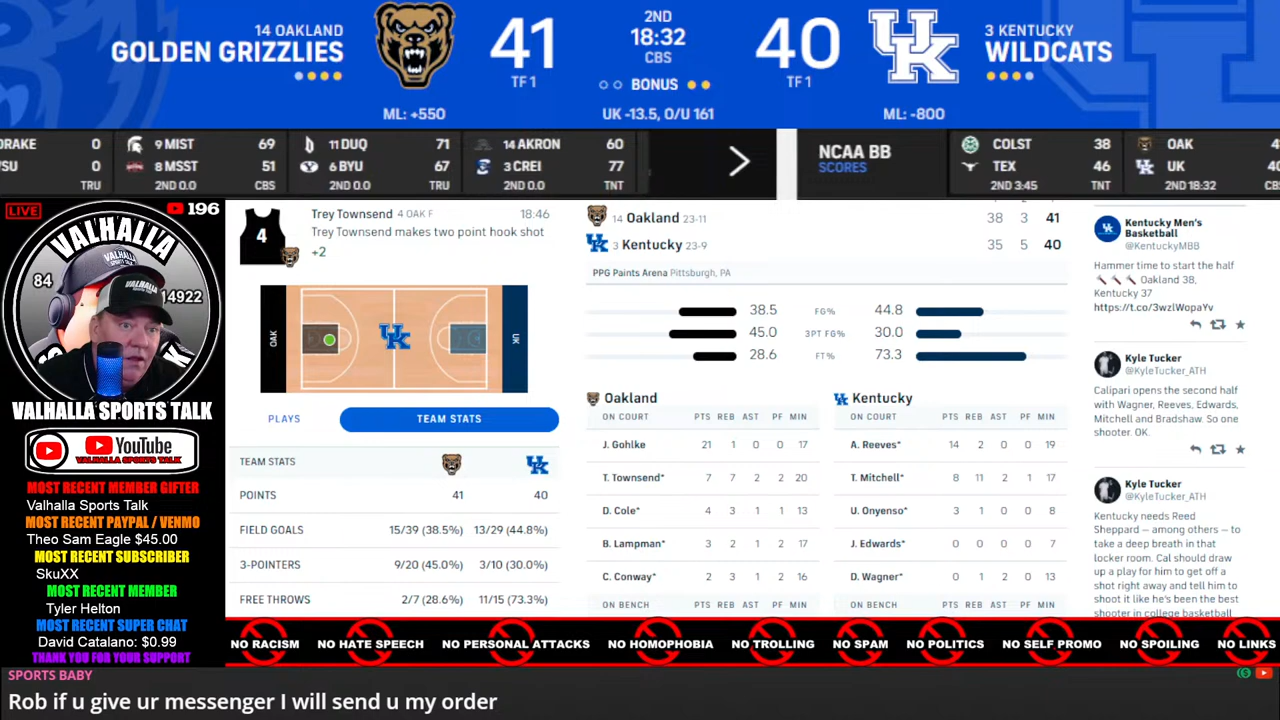 14 OAKLAND
GOLDEN GRIZZLIES
41
TF 1
ML: +550
2ND
18:32
CBS
BONUS
UK -13.5, O/U 161
40
TF 1
ML: -800
3 KENTUCKY
WILDCATS
DRAKE 0
VSU 0
TRU
9 MIST 69
8 MSST 51
2ND 0.0 CBS
11 DUQ 71
6 BYU 67
2ND 0.0 TRU
14 AKRON 60
3 CREI 77
2ND 0.0 TNT
NCAA BB
SCORES
COLST 38
TEX 46
2ND 3:45 TNT
OAK
UK 40
2ND 18:32
LIVE 196
VALHALLA
84
14922
VALHALLA
VALHALLA SPORTS TALK
YouTube
VALHALLA SPORTS TALK
MOST RECENT MEMBER GIFTER
Valhalla Sports Talk
MOST RECENT PAYPAL / VENMO
Theo Sam Eagle $45.00
MOST RECENT SUBSCRIBER
SkuXX
MOST RECENT MEMBER
Tyler Helton
MOST RECENT SUPER CHAT
David Catalano: $0.99
THANK YOU FOR YOUR SUPPORT
4
Trey Townsend 4 OAK F 18:46
Trey Townsend makes two point hook shot
+2
OAK
UK
UK
PLAYS TEAM STATS
TEAM STATS
POINTS 41 40
FIELD GOALS 15/39 (38.5%) 13/29 (44.8%)
3-POINTERS 9/20 (45.0%) 3/10 (30.0%)
FREE THROWS 2/7 (28.6%) 11/15 (73.3%)
14 Oakland 23-11 38 3 41
3 Kentucky 23-9 35 5 40
PPG Paints Arena Pittsburgh, PA
38.5 FG% 44.8
45.0 3PT FG% 30.0
28.6 FT% 73.3
Oakland
ON COURT PTS REB AST PF MIN
J. Gohlke 21 1 0 0 17
T. Townsend* 7 7 2 2 20
D. Cole* 4 3 1 1 13
B. Lampman* 3 2 1 2 17
C. Conway* 2 3 1 2 16
ON BENCH PTS REB AST PF MIN
Kentucky
ON COURT PTS REB AST PF MIN
A. Reeves* 14 2 0 0 19
T. Mitchell* 8 11 2 1 17
U. Onyenso* 3 1 0 0 8
J. Edwards* 0 0 0 0 7
D. Wagner* 0 1 2 0 13
ON BENCH PTS REB AST PF MIN
Kentucky Men's
Basketball
@KentuckyMBB
Hammer time to start the half
Oakland 38,
Kentucky 37
https://t.co/3wzlWopaYv
Kyle Tucker
@KyleTucker_ATH
Calipari opens the second half
with Wagner, Reeves, Edwards,
Mitchell and Bradshaw. So one
shooter. OK.
Kyle Tucker
@KyleTucker_ATH
Kentucky needs Reed
Sheppard — among others — to
take a deep breath in that
locker room. Cal should draw
up a play for him to get off a
shot right away and tell him to
shoot it like he's been the best
shooter in college basketball
NO RACISM NO HATE SPEECH NO PERSONAL ATTACKS NO HOMOPHOBIA NO TROLLING NO SPAM NO POLITICS NO SELF PROMO NO SPOILING NO LINKS
SPORTS BABY
Rob if u give ur messenger I will send u my order